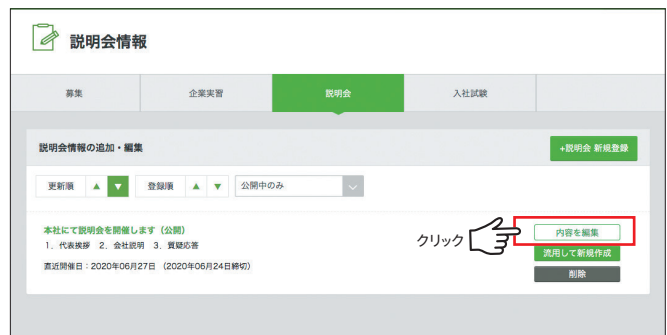 説明会情報
募集 企業実習 説明会 入社試験
説明会情報の追加・編集 +説明会 新規登録
更新順 ▲ ▼ 登録順 ▲ ▼ 公開中のみ
本社にて説明会を開催します（公開）
1．代表挨拶 2．会社説明 3．質疑応答
直近開催日：2020年06月27日 （2020年06月24日締切）
クリック
内容を編集
流用して新規作成
削除